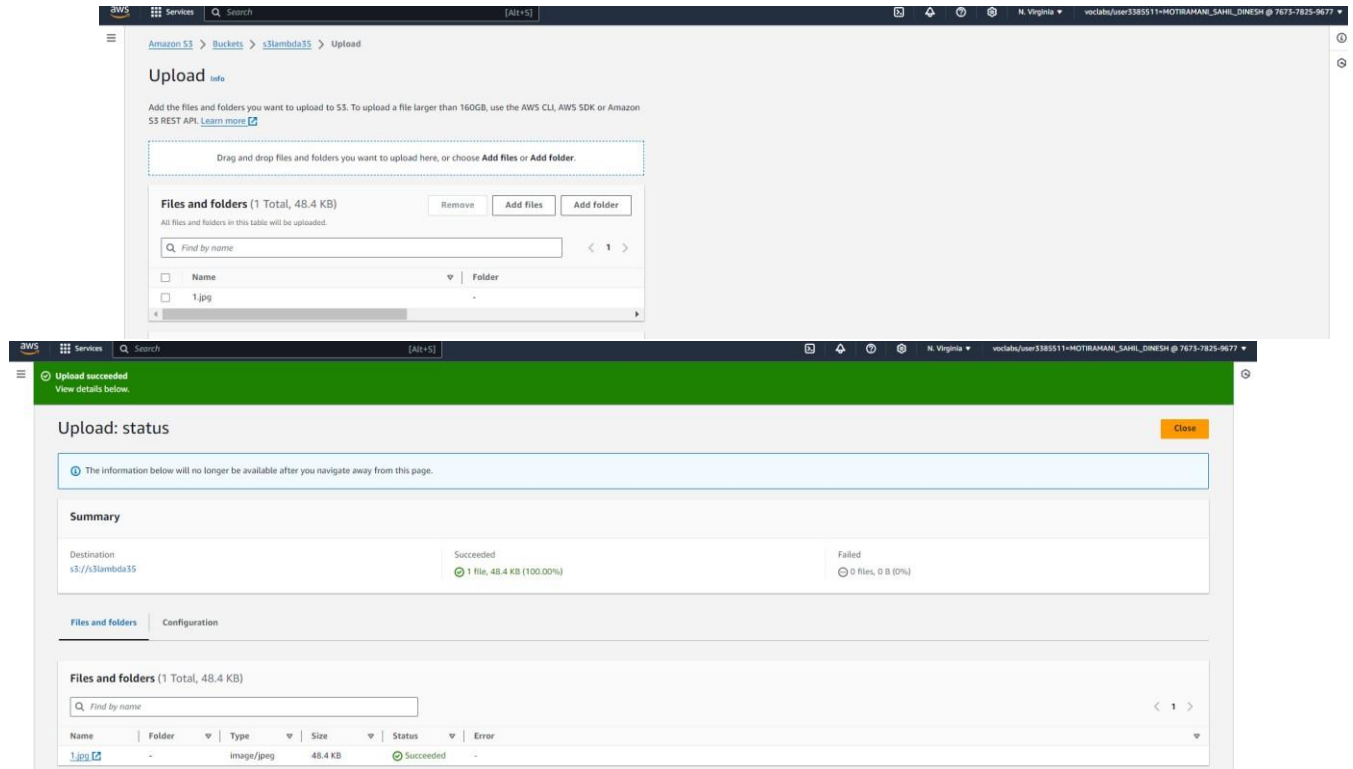 aws Services Search [Alt+S] N. Virginia voclabs/user3385511=MOTIRAMANI_SAHIL_DINESH @ 7673-7825-9677
Amazon S3 > Buckets > s3lambda35 > Upload
Upload Info
Add the files and folders you want to upload to S3. To upload a file larger than 160GB, use the AWS CLI, AWS SDK or Amazon
S3 REST API. Learn more
Drag and drop files and folders you want to upload here, or choose Add files or Add folder.
Files and folders (1 Total, 48.4 KB) Remove Add files Add folder
All files and folders in this table will be uploaded.
Find by name < 1 >
Name Folder
1.jpg -
aws Services Search [Alt+S] N. Virginia voclabs/user3385511=MOTIRAMANI_SAHIL_DINESH @ 7673-7825-9677
Upload succeeded
View details below.
Upload: status Close
The information below will no longer be available after you navigate away from this page.
Summary
Destination Succeeded Failed
s3://s3lambda35 1 file, 48.4 KB (100.00%) 0 files, 0 B (0%)
Files and folders Configuration
Files and folders (1 Total, 48.4 KB)
Find by name < 1 >
Name Folder Type Size Status Error
1.jpg - image/jpeg 48.4 KB Succeeded -